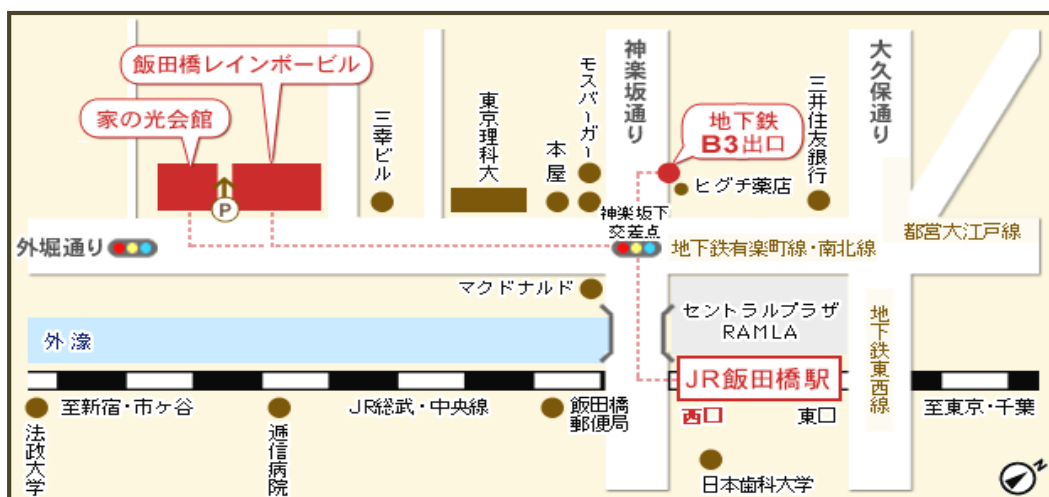 飯田橋レインボービル
家の光会館
P
三幸ビル
東京理科大
本屋
モスバーガー
神楽坂通り
地下鉄
B3出口
ヒグチ薬店
三井住友銀行
大久保通り
外堀通り
神楽坂下
交差点
地下鉄有楽町線・南北線
都営大江戸線
マクドナルド
セントラルプラザ
RAMLA
地下鉄東西線
外濠
JR飯田橋駅
西口
東口
至新宿・市ヶ谷
JR総武・中央線
飯田橋
郵便局
至東京・千葉
法政大学
逓信病院
日本歯科大学
N